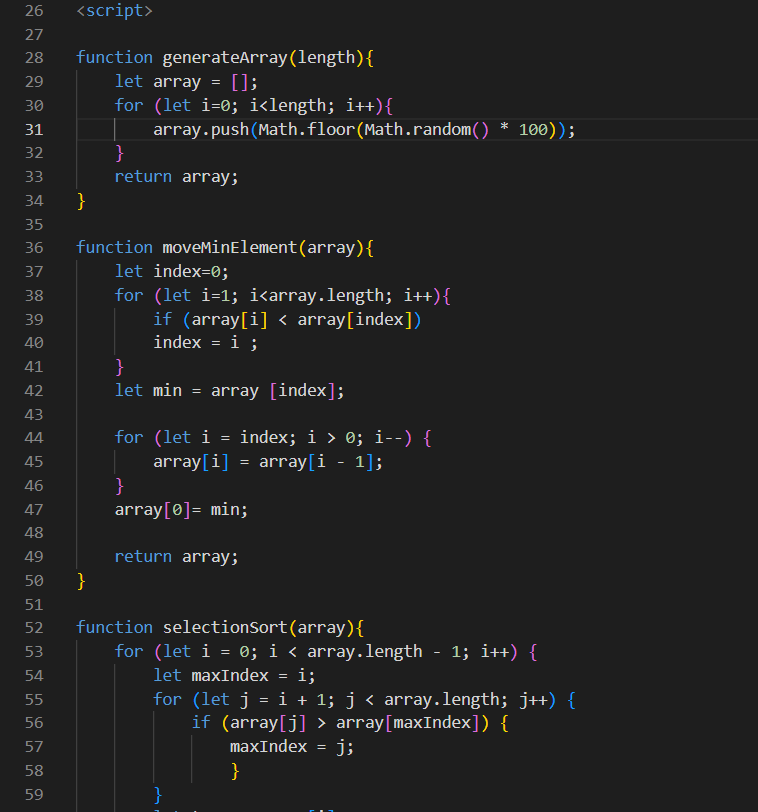 26 <script>
27
28 function generateArray(length){
29     let array = [];
30     for (let i=0; i<length; i++){
31         array.push(Math.floor(Math.random() * 100));
32     }
33     return array;
34 }
35
36 function moveMinElement(array){
37     let index=0;
38     for (let i=1; i<array.length; i++){
39         if (array[i] < array[index])
40         index = i ;
41     }
42     let min = array [index];
43
44     for (let i = index; i > 0; i--) {
45         array[i] = array[i - 1];
46     }
47     array[0]= min;
48
49     return array;
50 }
51
52 function selectionSort(array){
53     for (let i = 0; i < array.length - 1; i++) {
54         let maxIndex = i;
55         for (let j = i + 1; j < array.length; j++) {
56             if (array[j] > array[maxIndex]) {
57                 maxIndex = j;
58                 }
59         }